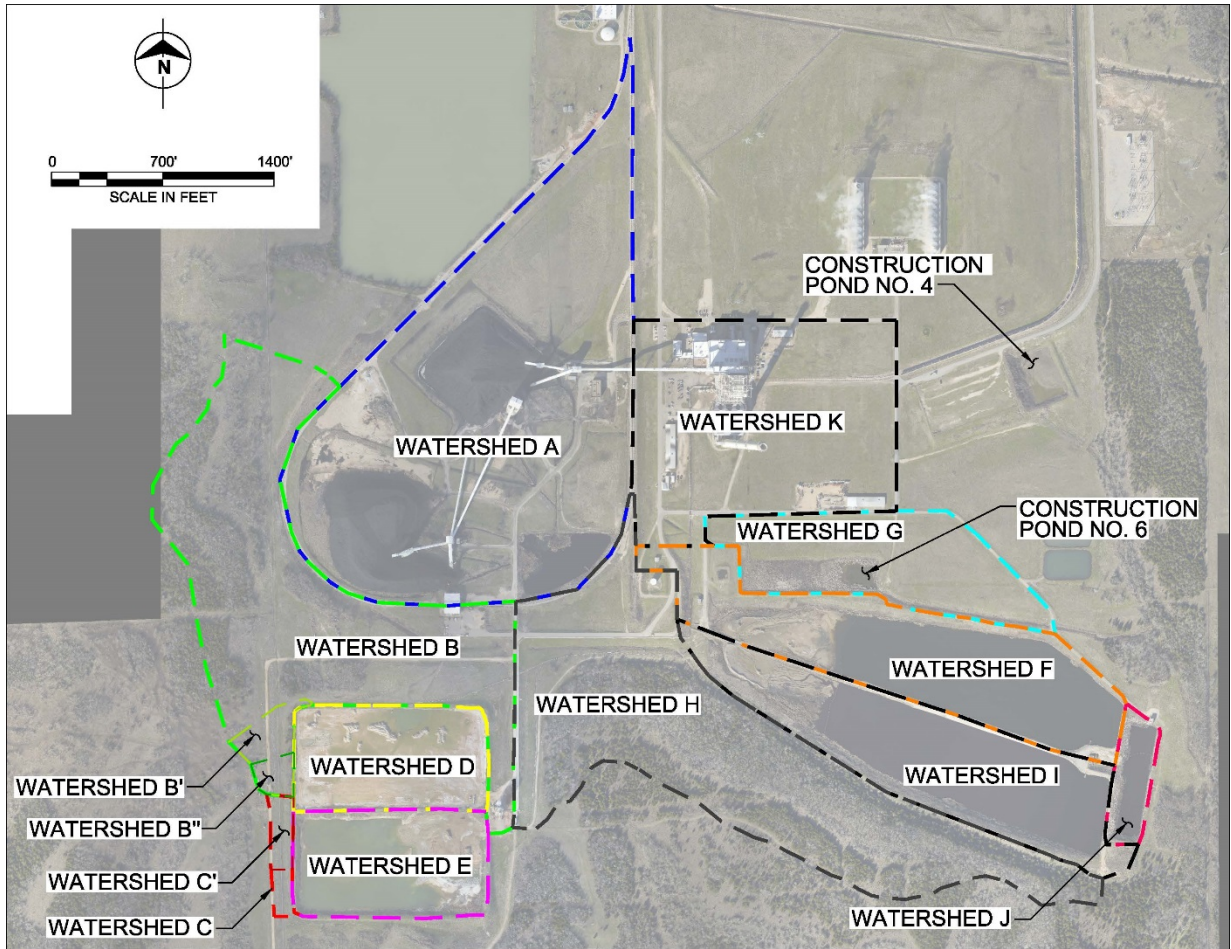 N
0 700' 1400'
SCALE IN FEET
CONSTRUCTION
POND NO. 4
WATERSHED A
WATERSHED K
WATERSHED G
CONSTRUCTION
POND NO. 6
WATERSHED B
WATERSHED F
WATERSHED H
WATERSHED D
WATERSHED I
WATERSHED B'
WATERSHED B"
WATERSHED E
WATERSHED C'
WATERSHED C
WATERSHED J